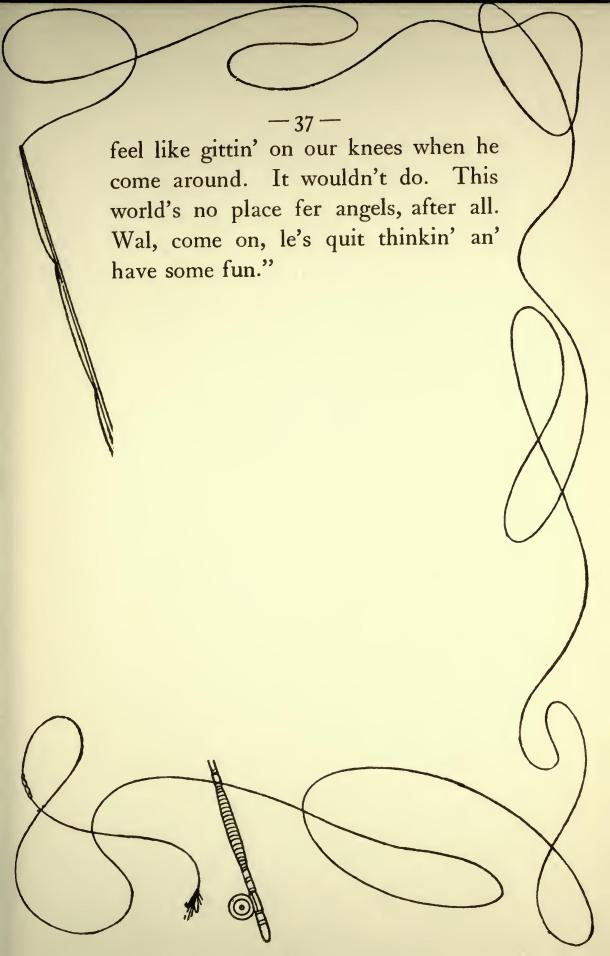 — 37 —
feel like gittin’ on our knees when he
come around. It wouldn't do. This
world's no place fer angels, after all.
Wal, come on, le's quit thinkin’ an’
have some fun.”